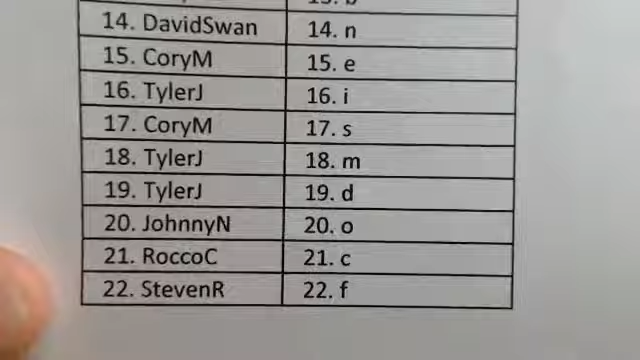 14. DavidSwan 14. n
15. CoryM 15. e
16. TylerJ 16. i
17. CoryM 17. s
18. TylerJ 18. m
19. TylerJ 19. d
20. JohnnyN 20. o
21. RoccoC 21. c
22. StevenR 22. f